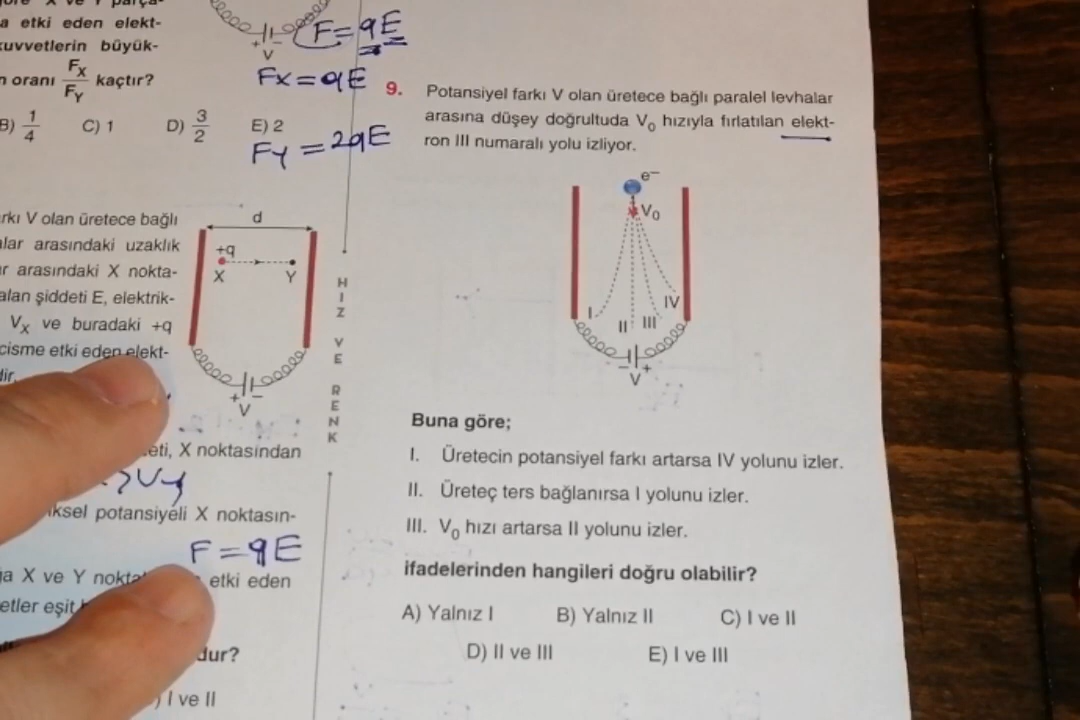 a etki eden elekt-
kuvvetlerin büyük-
oranı Fx/FY kaçtır?
B) 1/4 C) 1 D) 3/2 E) 2
+ V -
F=qE
Fx=qE
FY=2qE
arkı V olan üretece bağlı
alar arasındaki uzaklık
ar arasındaki X nokta-
alan şiddeti E, elektrik-
Vx ve buradaki +q
cisme etki eden elekt-
dir.
d
+q
X Y
+ -
V
eti, X noktasından
>Vy
iksel potansiyeli X noktasın-
F=qE
X ve Y nokta etki eden
etler eşit
dur?
I ve II
HIZ VE RENK
9. Potansiyel farkı V olan üretece bağlı paralel levhalar
arasına düşey doğrultuda V₀ hızıyla fırlatılan elekt-
ron III numaralı yolu izliyor.
e⁻
V₀
I II III IV
- +
V
Buna göre;
I. Üretecin potansiyel farkı artarsa IV yolunu izler.
II. Üreteç ters bağlanırsa I yolunu izler.
III. V₀ hızı artarsa II yolunu izler.
ifadelerinden hangileri doğru olabilir?
A) Yalnız I B) Yalnız II C) I ve II
D) II ve III E) I ve III